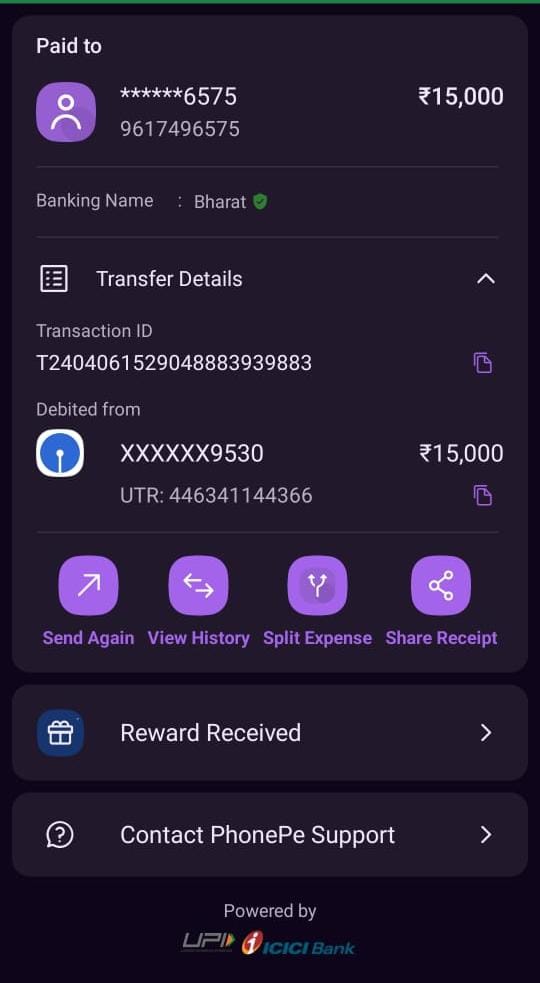 Paid to
******6575 ₹15,000
9617496575
Banking Name : Bharat
Transfer Details
Transaction ID
T2404061529048883939883
Debited from
XXXXXX9530 ₹15,000
UTR: 446341144366
Send Again View History Split Expense Share Receipt
Reward Received
Contact PhonePe Support
Powered by
UPI ICICI Bank